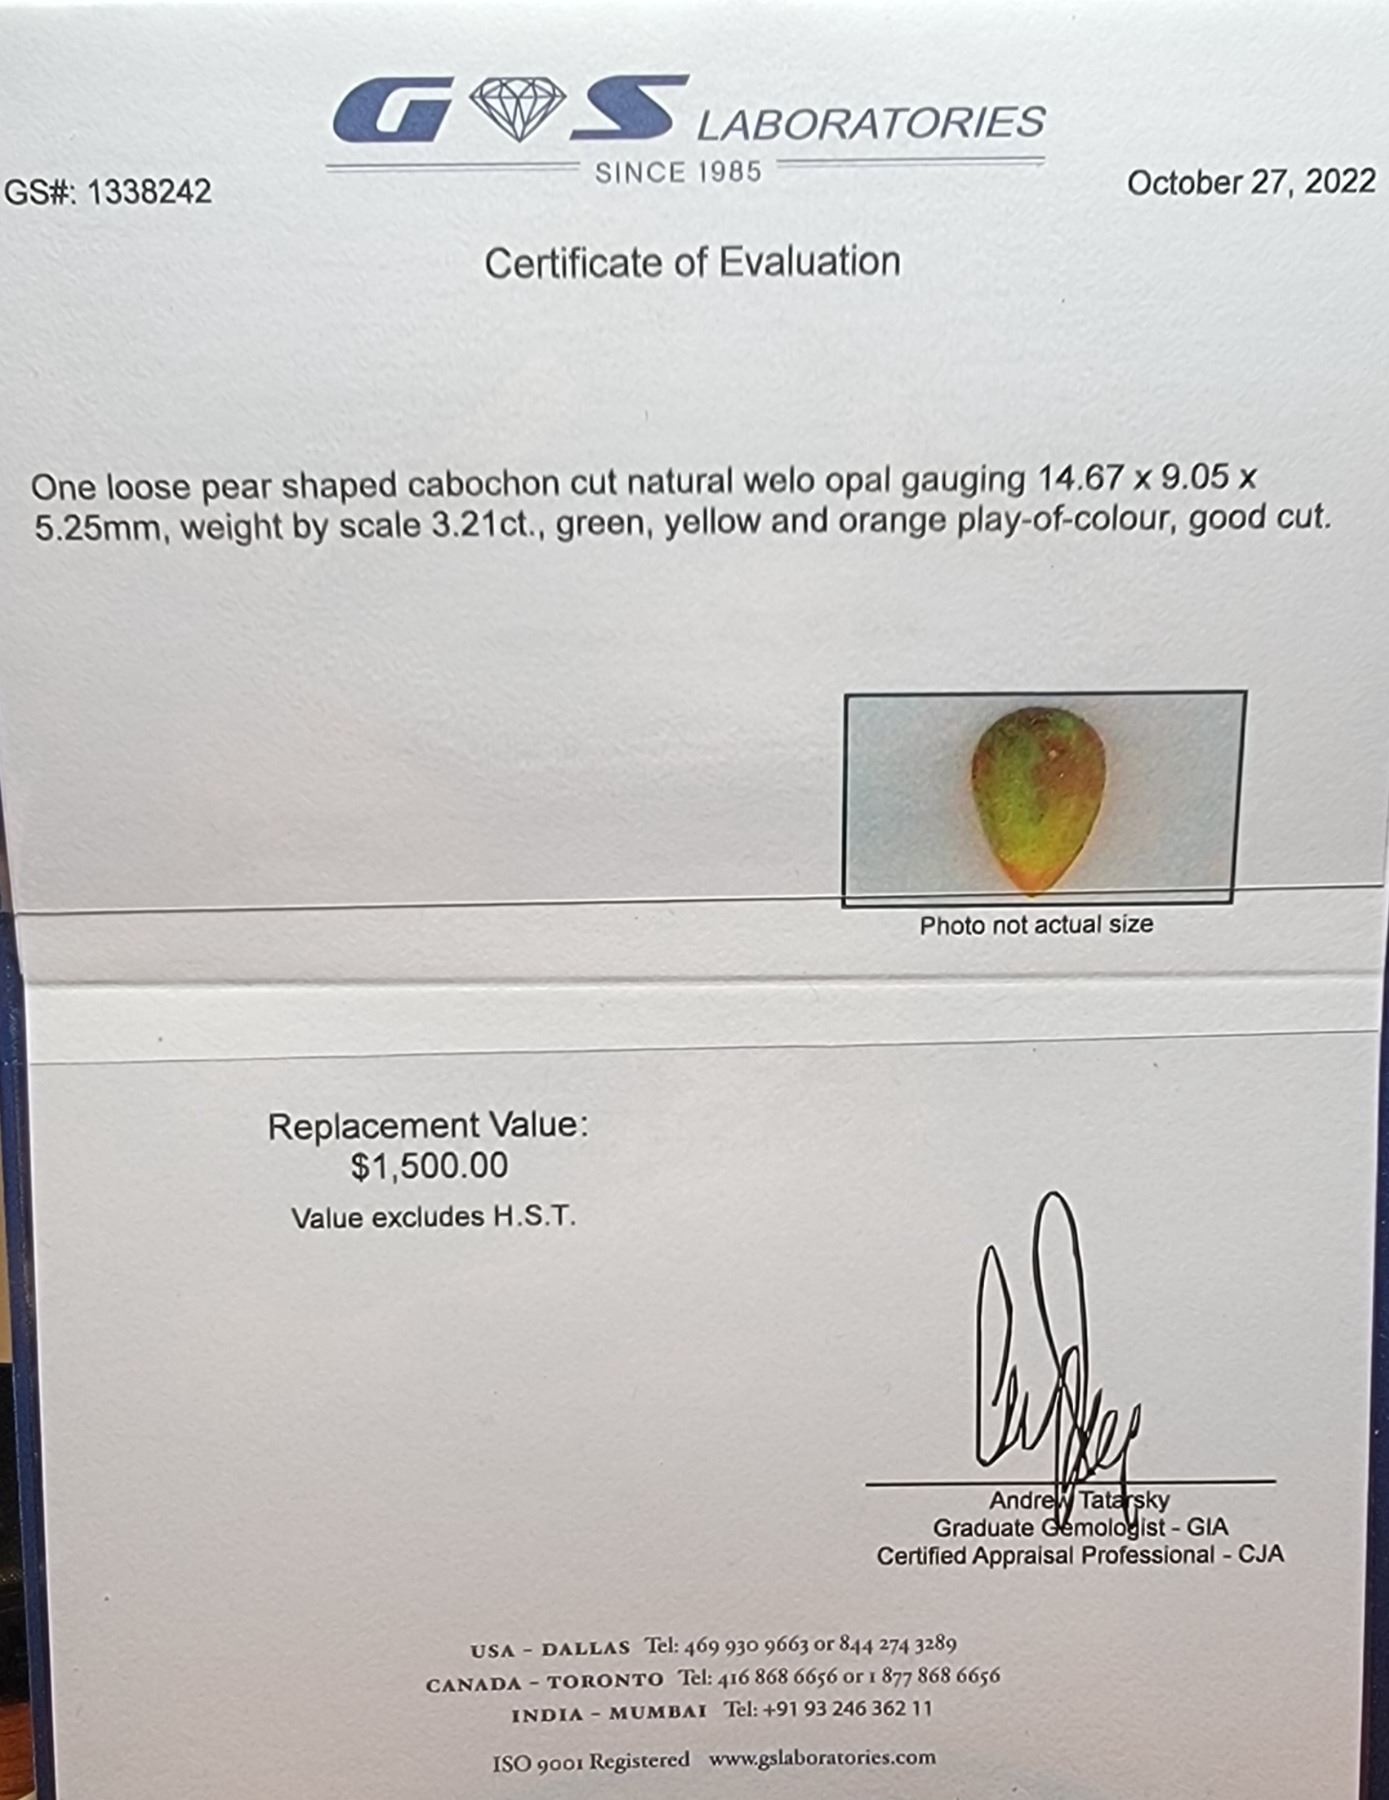 GS LABORATORIES
SINCE 1985
GS#: 1338242
October 27, 2022
Certificate of Evaluation
One loose pear shaped cabochon cut natural welo opal gauging 14.67 x 9.05 x
5.25mm, weight by scale 3.21ct., green, yellow and orange play-of-colour, good cut.
Photo not actual size
Replacement Value:
$1,500.00
Value excludes H.S.T.
Andrew Tatarsky
Graduate Gemologist - GIA
Certified Appraisal Professional - CJA
USA - DALLAS Tel: 469 930 9663 or 844 274 3289
CANADA - TORONTO Tel: 416 868 6656 or 1 877 868 6656
INDIA - MUMBAI Tel: +91 93 246 362 11
ISO 9001 Registered www.gslaboratories.com